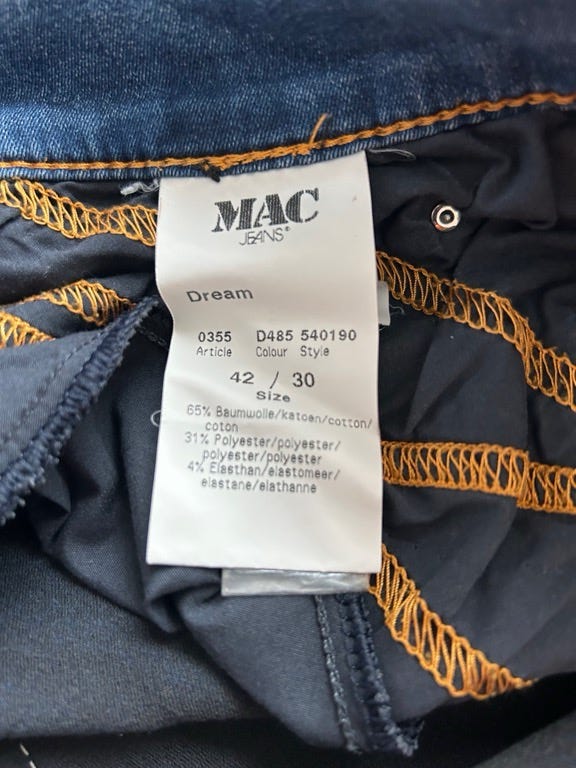 MAC
JEANS®
Dream
0355 D485 540190
Article Colour Style
42 / 30
Size
65% Baumwolle/katoen/cotton/
coton
31% Polyester/polyester/
polyester/polyester
4% Elasthan/elastomeer/
elastane/elathanne